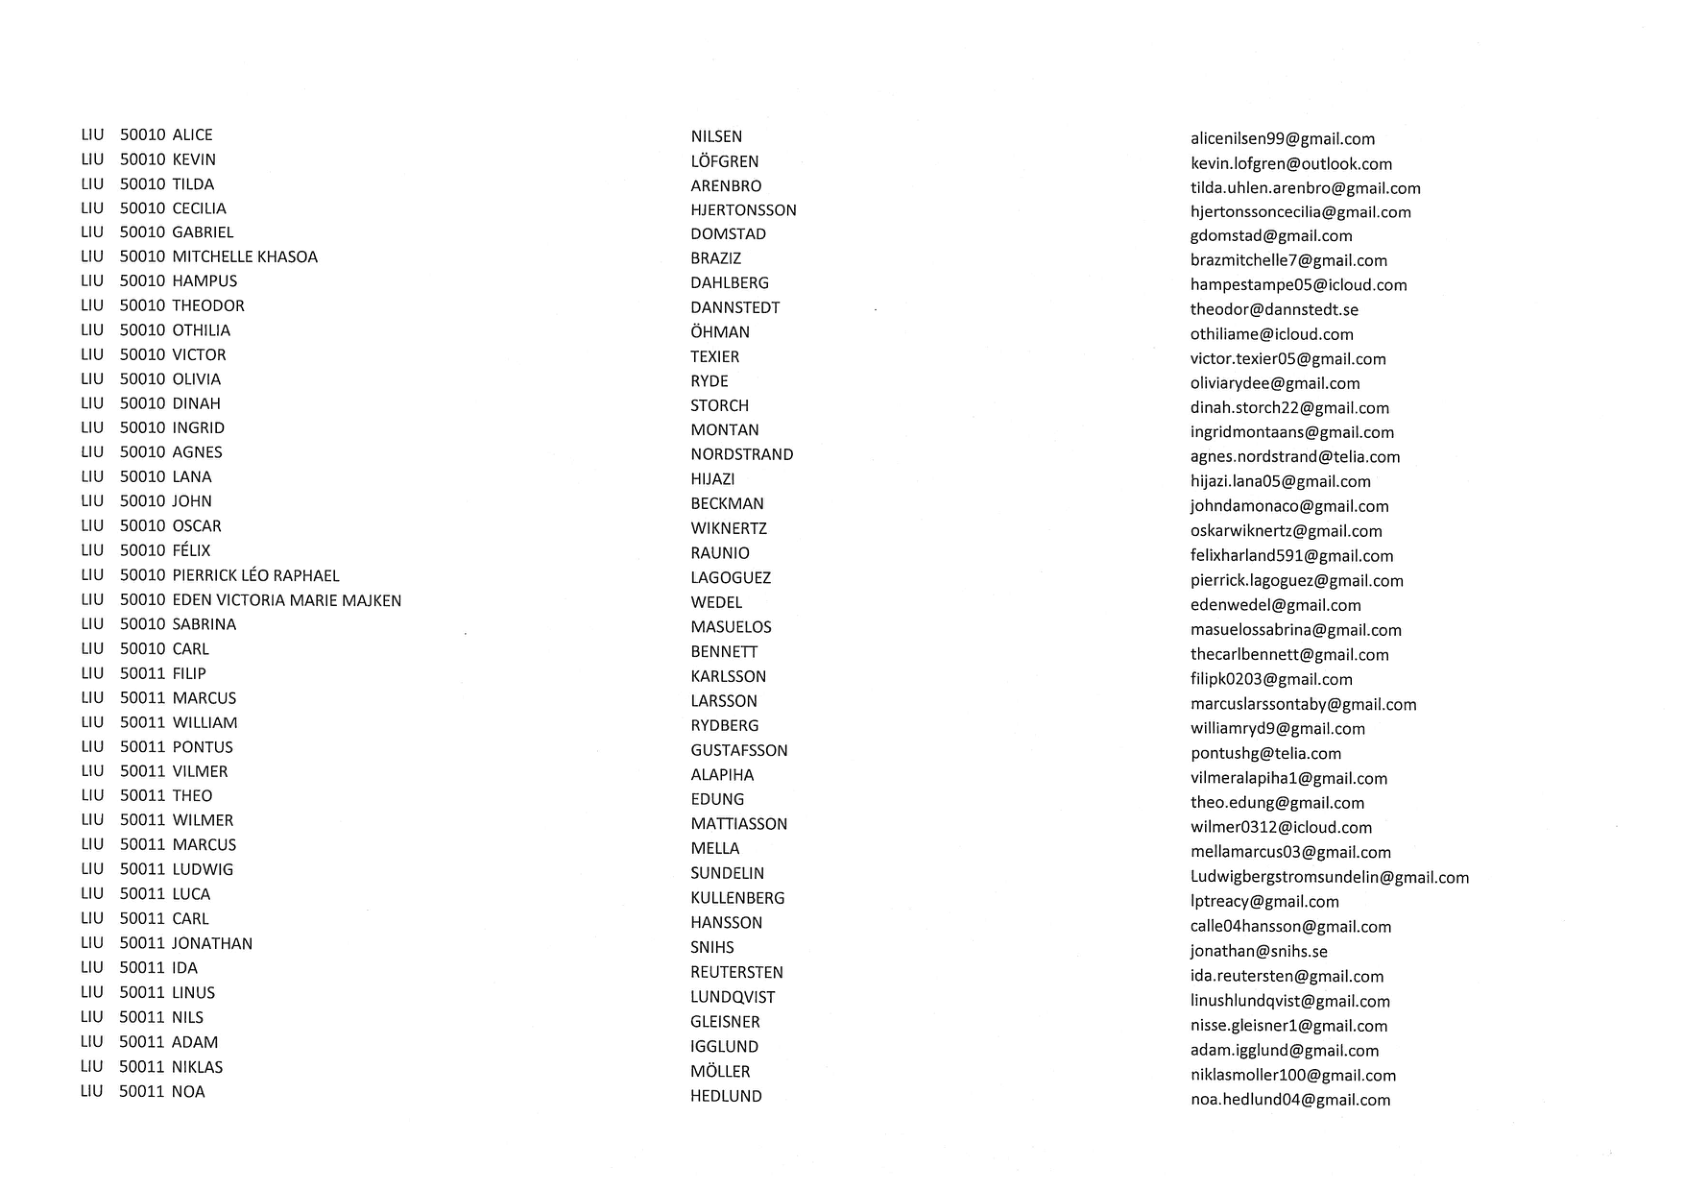 LIU 50010 ALICE NILSEN alicenilsen99@gmail.com
LIU 50010 KEVIN LÖFGREN kevin.lofgren@outlook.com
LIU 50010 TILDA ARENBRO tilda.uhlen.arenbro@gmail.com
LIU 50010 CECILIA HJERTONSSON hjertonssoncecilia@gmail.com
LIU 50010 GABRIEL DOMSTAD gdomstad@gmail.com
LIU 50010 MITCHELLE KHASOA BRAZIZ brazmitchelle7@gmail.com
LIU 50010 HAMPUS DAHLBERG hampestampe05@icloud.com
LIU 50010 THEODOR DANNSTEDT theodor@dannstedt.se
LIU 50010 OTHILIA ÖHMAN othiliame@icloud.com
LIU 50010 VICTOR TEXIER victor.texier05@gmail.com
LIU 50010 OLIVIA RYDE oliviarydee@gmail.com
LIU 50010 DINAH STORCH dinah.storch22@gmail.com
LIU 50010 INGRID MONTAN ingridmontaans@gmail.com
LIU 50010 AGNES NORDSTRAND agnes.nordstrand@telia.com
LIU 50010 LANA HIJAZI hijazi.lana05@gmail.com
LIU 50010 JOHN BECKMAN johndamonaco@gmail.com
LIU 50010 OSCAR WIKNERTZ oskarwiknertz@gmail.com
LIU 50010 FÉLIX RAUNIO felixharland591@gmail.com
LIU 50010 PIERRICK LÉO RAPHAEL LAGOGUEZ pierrick.lagoguez@gmail.com
LIU 50010 EDEN VICTORIA MARIE MAJKEN WEDEL edenwedel@gmail.com
LIU 50010 SABRINA MASUELOS masuelossabrina@gmail.com
LIU 50010 CARL BENNETT thecarlbennett@gmail.com
LIU 50011 FILIP KARLSSON filipk0203@gmail.com
LIU 50011 MARCUS LARSSON marcuslarssontaby@gmail.com
LIU 50011 WILLIAM RYDBERG williamryd9@gmail.com
LIU 50011 PONTUS GUSTAFSSON pontushg@telia.com
LIU 50011 VILMER ALAPIHA vilmeralapiha1@gmail.com
LIU 50011 THEO EDUNG theo.edung@gmail.com
LIU 50011 WILMER MATTIASSON wilmer0312@icloud.com
LIU 50011 MARCUS MELLA mellamarcus03@gmail.com
LIU 50011 LUDWIG SUNDELIN Ludwigbergstromsundelin@gmail.com
LIU 50011 LUCA KULLENBERG lptreacy@gmail.com
LIU 50011 CARL HANSSON calle04hansson@gmail.com
LIU 50011 JONATHAN SNIHS jonathan@snihs.se
LIU 50011 IDA REUTERSTEN ida.reutersten@gmail.com
LIU 50011 LINUS LUNDQVIST linushlundqvist@gmail.com
LIU 50011 NILS GLEISNER nisse.gleisner1@gmail.com
LIU 50011 ADAM IGGLUND adam.igglund@gmail.com
LIU 50011 NIKLAS MÖLLER niklasmoller100@gmail.com
LIU 50011 NOA HEDLUND noa.hedlund04@gmail.com